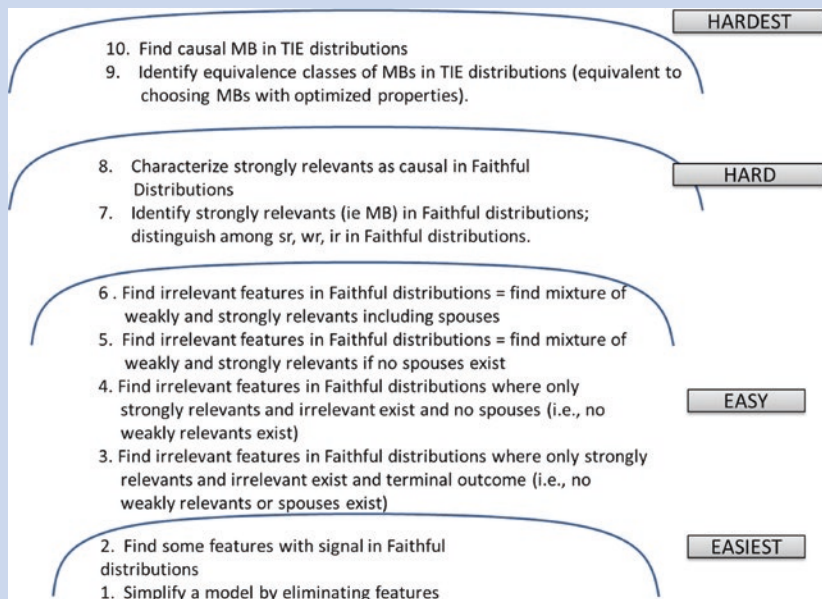 HARDEST
10. Find causal MB in TIE distributions
9. Identify equivalence classes of MBs in TIE distributions (equivalent to
choosing MBs with optimized properties).
8. Characterize strongly relevants as causal in Faithful
Distributions
HARD
7. Identify strongly relevants (ie MB) in Faithful distributions;
distinguish among sr, wr, ir in Faithful distributions.
6 . Find irrelevant features in Faithful distributions = find mixture of
weakly and strongly relevants including spouses
5. Find irrelevant features in Faithful distributions = find mixture of
weakly and strongly relevants if no spouses exist
4. Find irrelevant features in Faithful distributions where only
strongly relevants and irrelevant exist and no spouses (i.e., no
weakly relevants exist)
EASY
3. Find irrelevant features in Faithful distributions where only strongly
relevants and irrelevant exist and terminal outcome (i.e., no
weakly relevants or spouses exist)
2. Find some features with signal in Faithful
distributions
EASIEST
1. Simplify a model by eliminating features